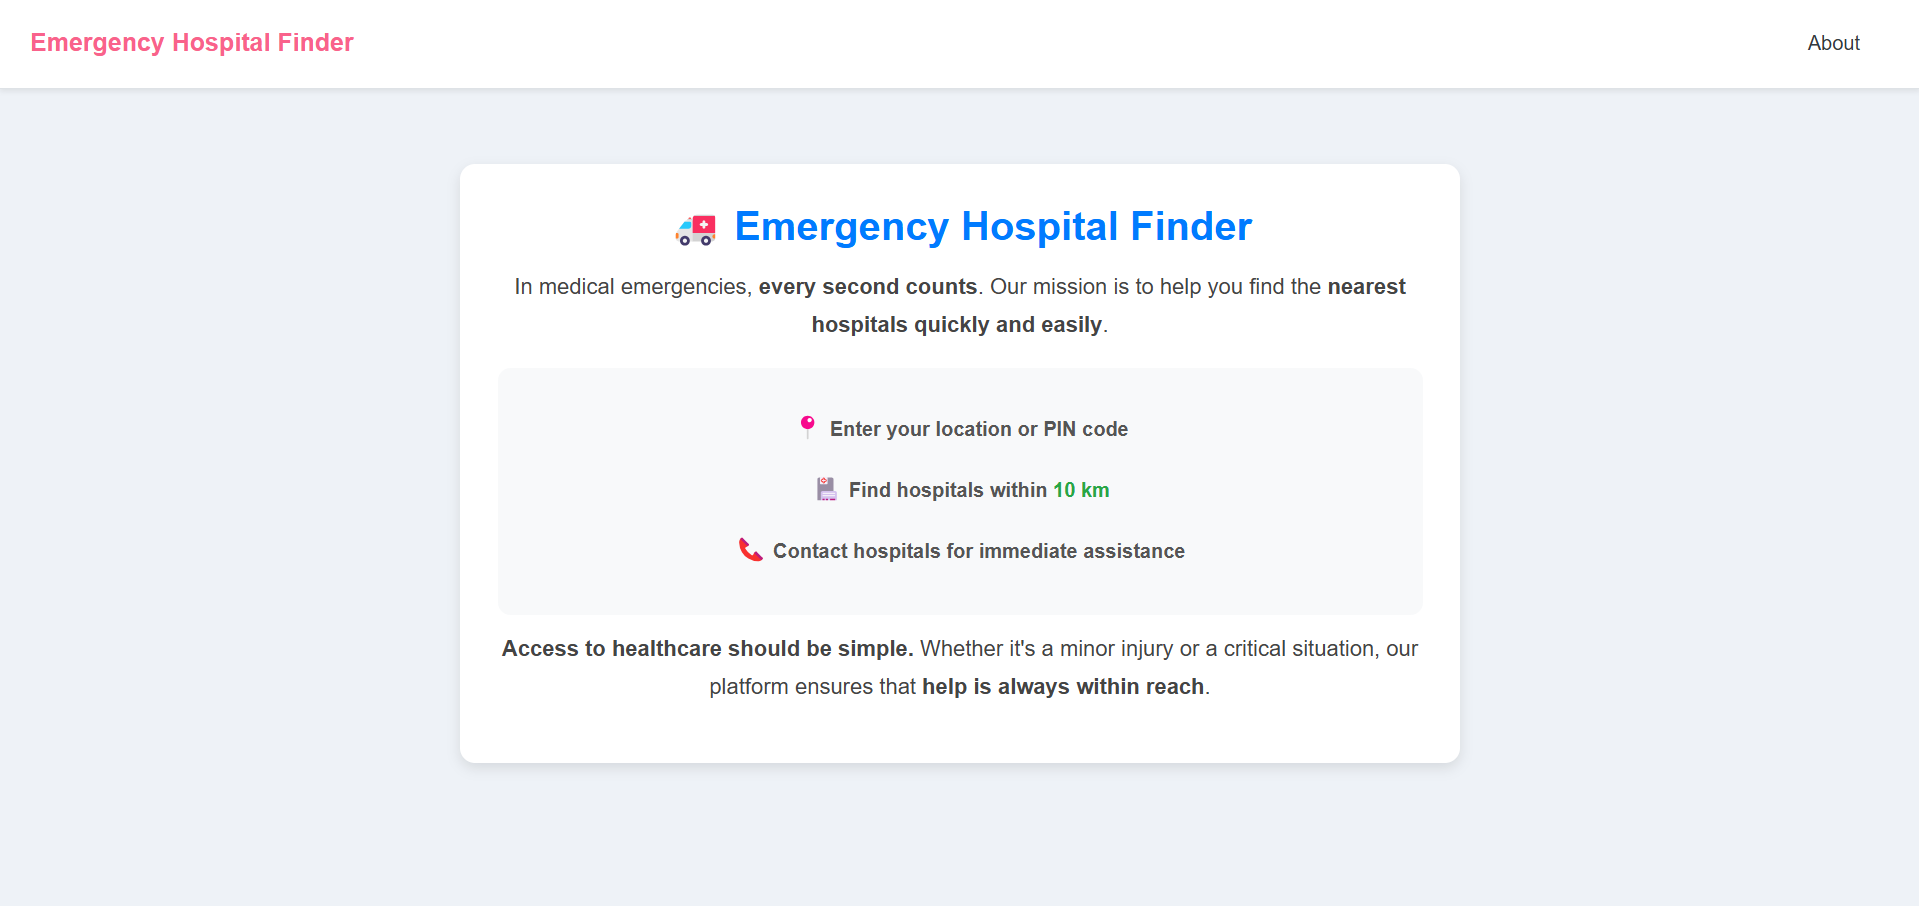 Emergency Hospital Finder
About
Emergency Hospital Finder
In medical emergencies, every second counts. Our mission is to help you find the nearest
hospitals quickly and easily.
Enter your location or PIN code
Find hospitals within 10 km
Contact hospitals for immediate assistance
Access to healthcare should be simple. Whether it's a minor injury or a critical situation, our
platform ensures that help is always within reach.